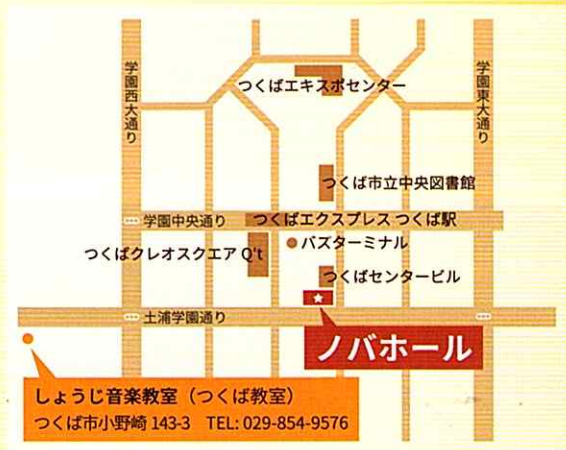 学園西大通り
学園東大通り
つくばエキスポセンター
つくば市立中央図書館
学園中央通り
つくばエクスプレス つくば駅
バズターミナル
つくばクレオスクエア Q't
つくばセンタービル
土浦学園通り
ノバホール
しょうじ音楽教室（つくば教室）
つくば市小野崎 143-3 TEL: 029-854-9576